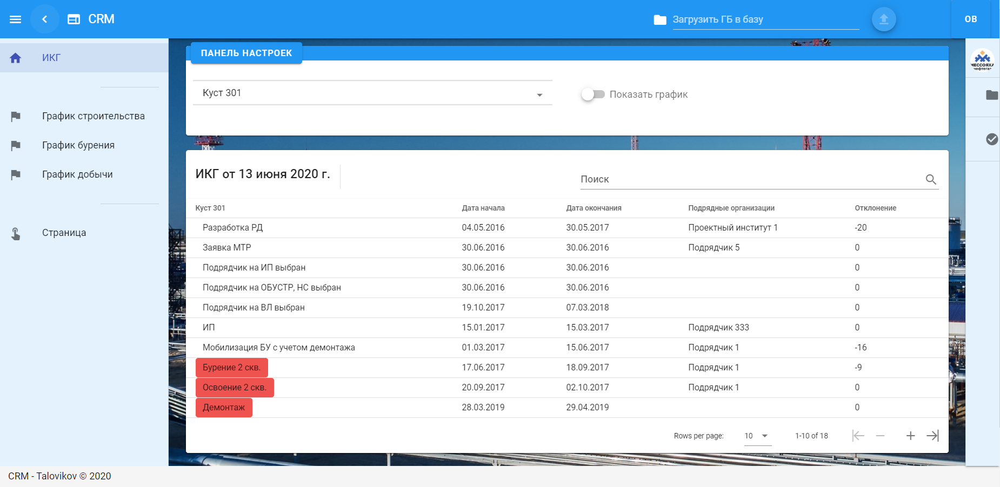 CRM
Загрузить ГБ в базу
ОВ
ИКГ
График строительства
График бурения
График добычи
Страница
ПАНЕЛЬ НАСТРОЕК
Куст 301
Показать график
МЕССОЯХА
нефтегаз
ИКГ от 13 июня 2020 г.
Поиск
Куст 301 Дата начала Дата окончания Подрядные организации Отклонение
Разработка РД 04.05.2016 30.05.2017 Проектный институт 1 -20
Заявка МТР 30.06.2016 30.06.2016 Подрядчик 5 0
Подрядчик на ИП выбран 30.06.2016 30.06.2016 0
Подрядчик на ОБУСТР, НС выбран 30.06.2016 30.06.2016 0
Подрядчик на ВЛ выбран 19.10.2017 07.03.2018 0
ИП 15.01.2017 15.03.2017 Подрядчик 333 0
Мобилизация БУ с учетом демонтажа 01.03.2017 15.06.2017 Подрядчик 1 -16
Бурение 2 скв. 17.06.2017 18.09.2017 Подрядчик 1 -9
Освоение 2 скв. 20.09.2017 02.10.2017 Подрядчик 1 0
Демонтаж 28.03.2019 29.04.2019 0
Rows per page: 10 1-10 of 18
CRM - Talovikov © 2020